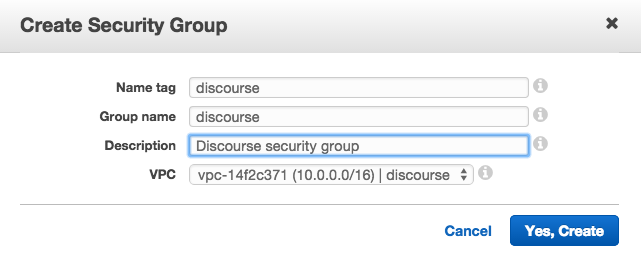 Create Security Group
Name tag discourse
Group name discourse
Description Discourse security group
VPC vpc-14f2c371 (10.0.0.0/16) | discourse
Cancel Yes, Create